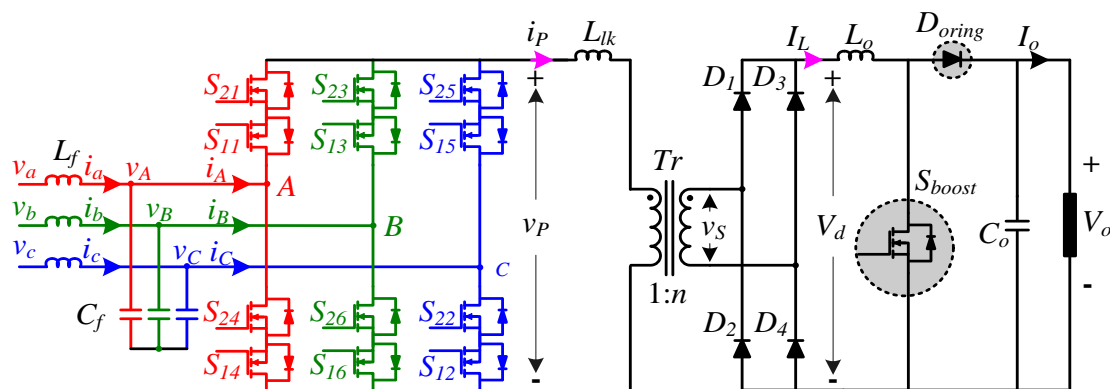 i_P L_lk I_L L_o D_oring I_o
S_21 S_23 S_25 + D_1 D_3 +
S_11 S_13 S_15
L_f Tr
v_a i_a v_A i_A A S_boost +
v_b i_b v_B i_B B v_P v_S V_d C_o V_o
v_c i_c v_C i_C C
1:n -
C_f S_24 S_26 S_22 D_2 D_4
S_14 S_16 S_12 - -